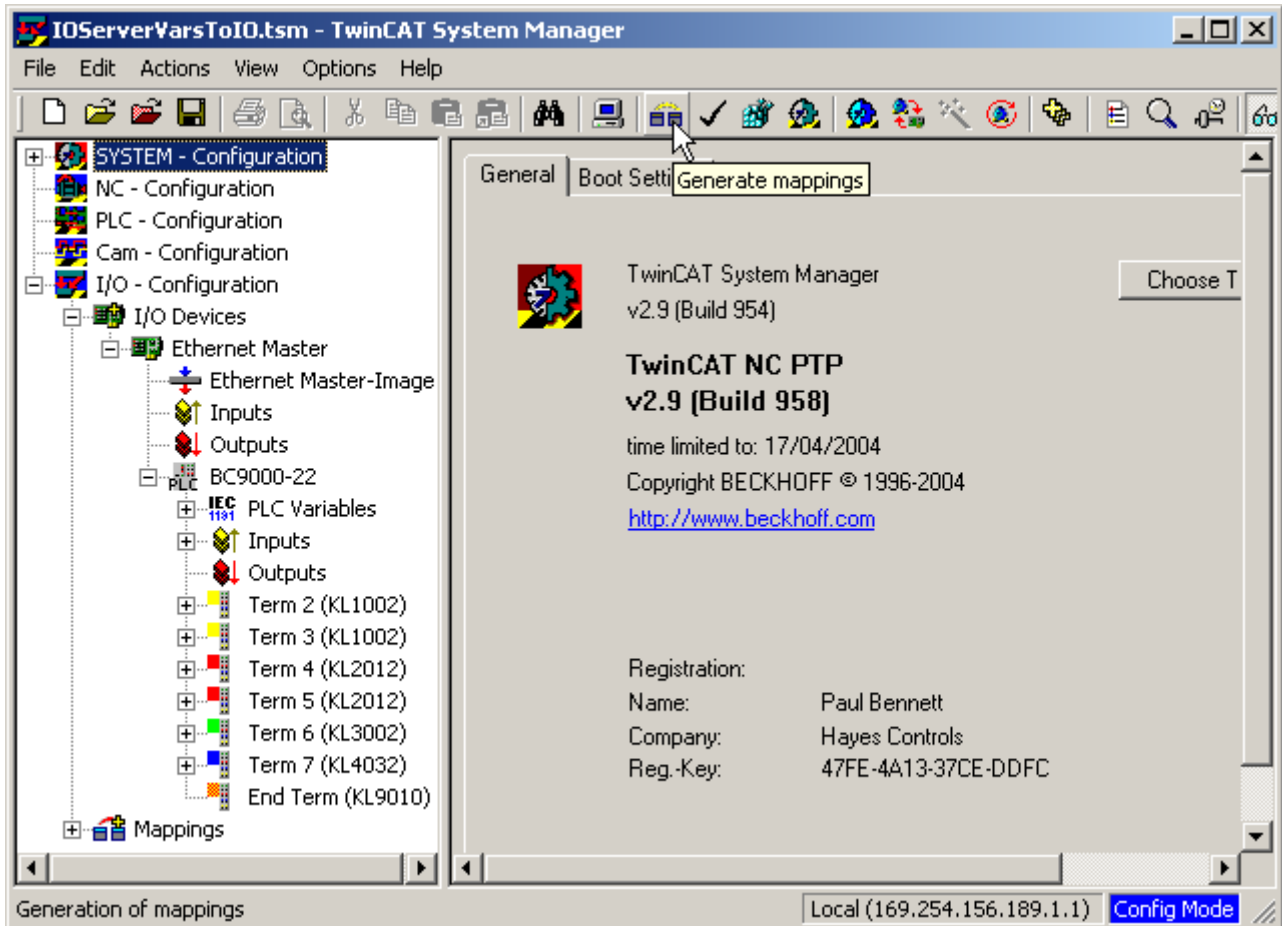 IOServerVarsToIO.tsm - TwinCAT System Manager
File Edit Actions View Options Help
SYSTEM - Configuration
NC - Configuration
PLC - Configuration
Cam - Configuration
I/O - Configuration
I/O Devices
Ethernet Master
Ethernet Master-Image
Inputs
Outputs
BC9000-22
PLC
IEC 1131 PLC Variables
Inputs
Outputs
Term 2 (KL1002)
Term 3 (KL1002)
Term 4 (KL2012)
Term 5 (KL2012)
Term 6 (KL3002)
Term 7 (KL4032)
End Term (KL9010)
Mappings
General Boot Setti
Generate mappings
TwinCAT System Manager
v2.9 (Build 954)
Choose T
TwinCAT NC PTP
v2.9 (Build 958)
time limited to: 17/04/2004
Copyright BECKHOFF © 1996-2004
http://www.beckhoff.com
Registration:
Name: Paul Bennett
Company: Hayes Controls
Reg.-Key: 47FE-4A13-37CE-DDFC
Generation of mappings
Local (169.254.156.189.1.1) Config Mode